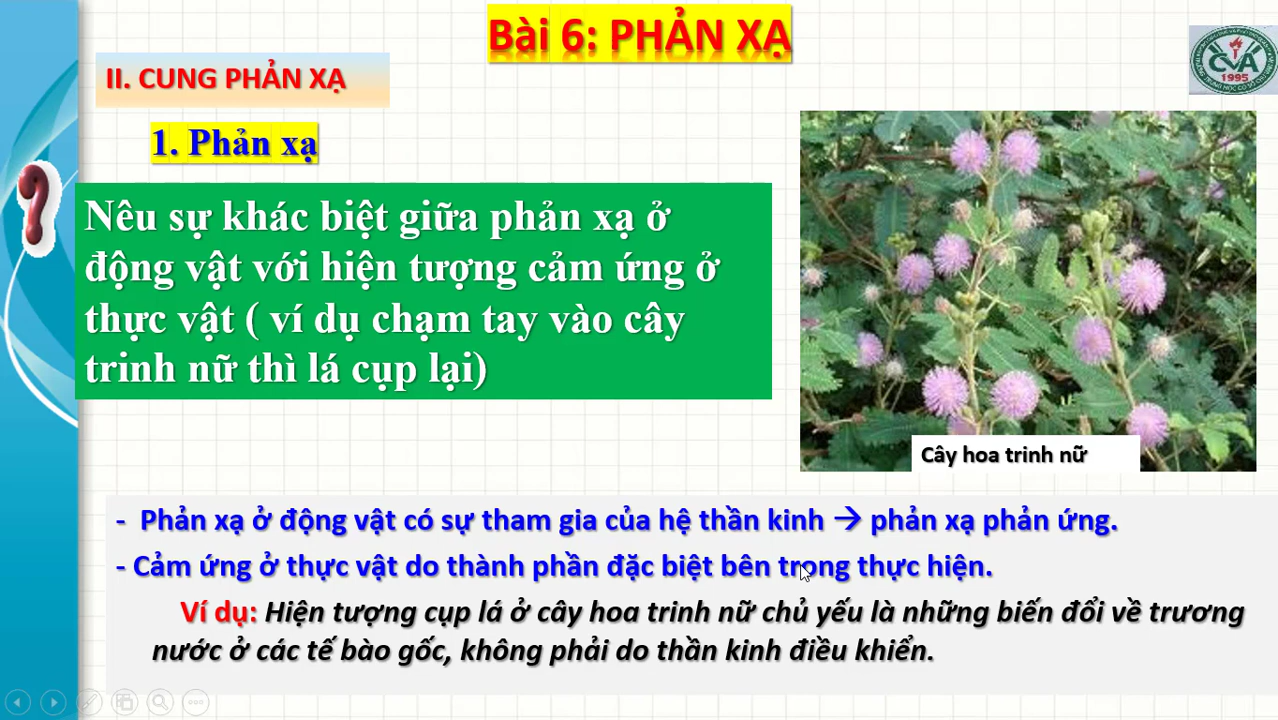 Bài 6: PHẢN XẠ
II. CUNG PHẢN XẠ
CVA
1995
1. Phản xạ
Nêu sự khác biệt giữa phản xạ ở
động vật với hiện tượng cảm ứng ở
thực vật ( ví dụ chạm tay vào cây
trinh nữ thì lá cụp lại)
Cây hoa trinh nữ
- Phản xạ ở động vật có sự tham gia của hệ thần kinh → phản xạ phản ứng.
- Cảm ứng ở thực vật do thành phần đặc biệt bên trong thực hiện.
Ví dụ: Hiện tượng cụp lá ở cây hoa trinh nữ chủ yếu là những biến đổi về trương
nước ở các tế bào gốc, không phải do thần kinh điều khiển.